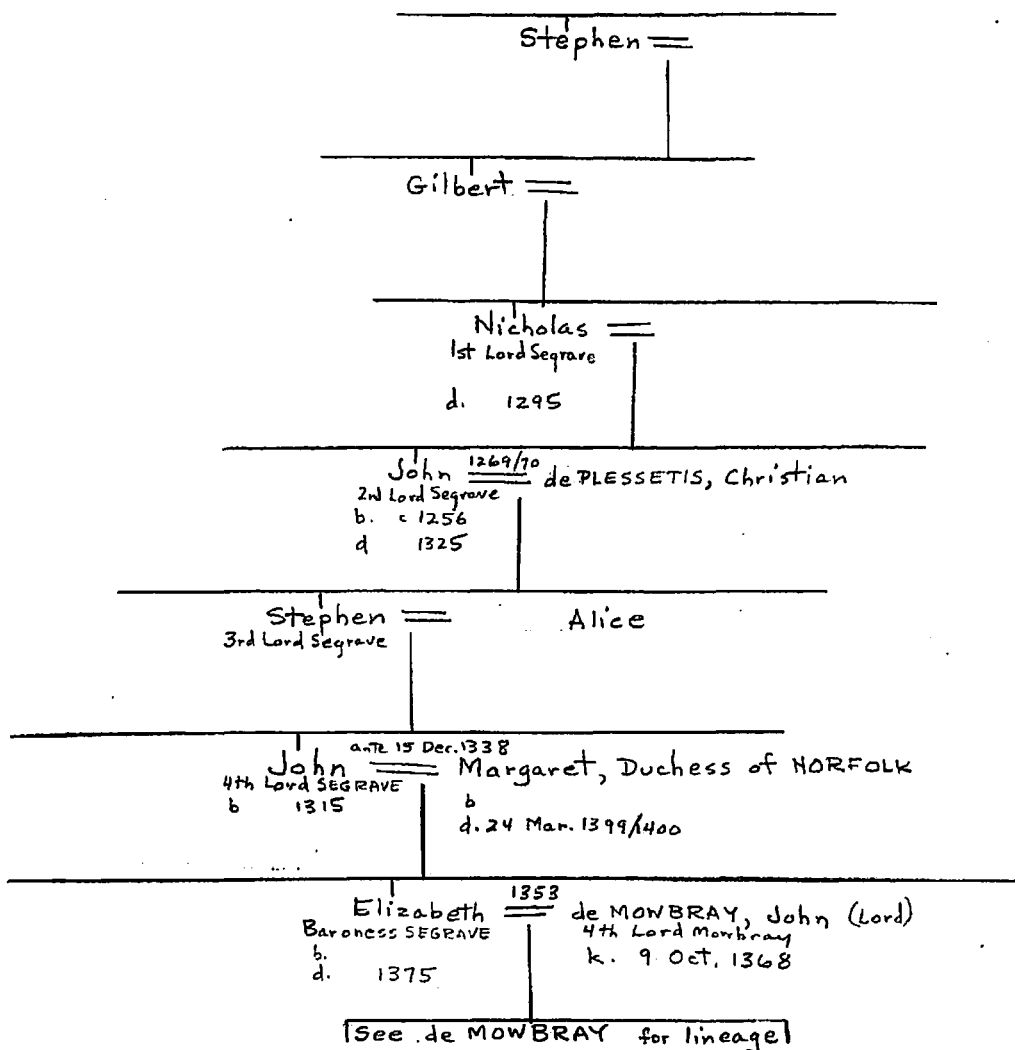 Stephen
Gilbert
Nicholas
1st Lord Segrave
d. 1295
1269/70
John de PLESSETIS, Christian
2nd Lord Segrave
b. c 1256
d 1325
Stephen Alice
3rd Lord Segrave
ante 15 Dec. 1338
John Margaret, Duchess of NORFOLK
4th Lord SEGRAVE
b 1315 b
d. 24 Mar. 1399/1400
1353
Elizabeth de MOWBRAY, John (Lord)
Baroness SEGRAVE 4th Lord Mowbray
b. k. 9 Oct. 1368
d. 1375
See de MOWBRAY for lineage